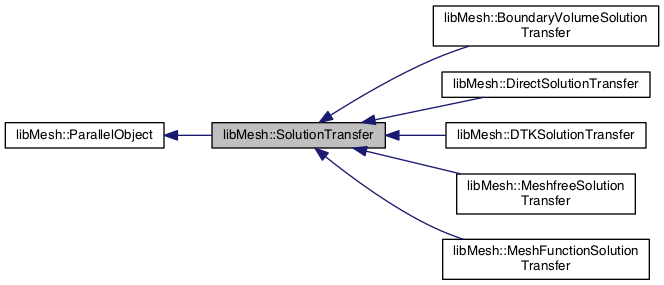 libMesh::ParallelObject
libMesh::SolutionTransfer
libMesh::BoundaryVolumeSolution
Transfer
libMesh::DirectSolutionTransfer
libMesh::DTKSolutionTransfer
libMesh::MeshfreeSolution
Transfer
libMesh::MeshFunctionSolution
Transfer